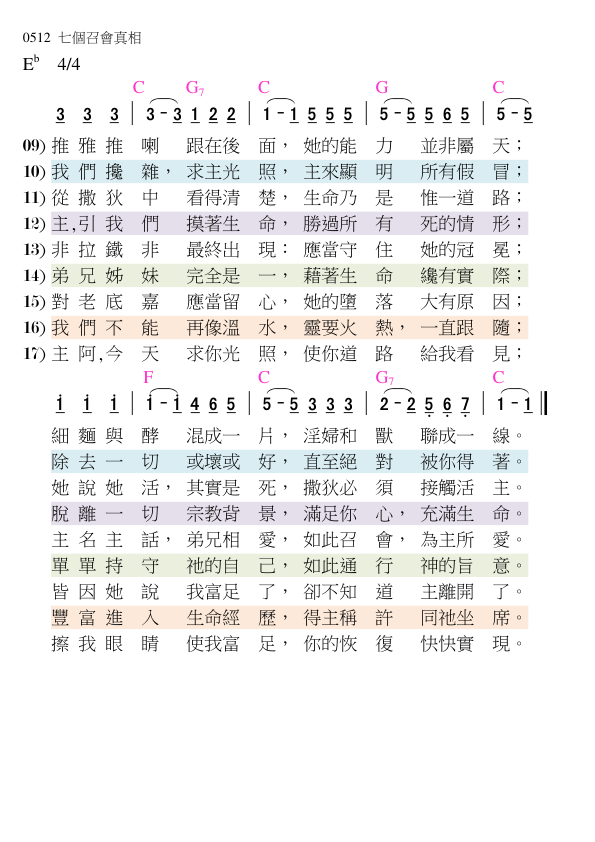 0512 七個召會真相
E♭ 4/4
C G7 C G C
3 3 3 | 3 - 3 1 2 2 | 1 - 1 5 5 5 | 5 - 5 5 6 5 | 5 - 5
09) 推雅推喇 跟在後面，她的能力 並非屬天；
10) 我們攙雜，求主光照，主來顯明 所有假冒；
11) 從撒狄中 看得清楚，生命乃是 惟一道路；
12) 主,引我們 摸著生命，勝過所有 死的情形；
13) 非拉鐵非 最終出現：應當守住 她的冠冕；
14) 弟兄姊妹 完全是一，藉著生命 纔有實際；
15) 對老底嘉 應當留心，她的墮落 大有原因；
16) 我們不能 再像溫水，靈要火熱，一直跟隨；
17) 主阿,今天 求你光照，使你道路 給我看見；
F C G7 C
1̇ 1̇ 1̇ | 1̇ - 1̇ 4 6 5 | 5 - 5 3 3 3 | 2 - 2 5̣ 6̣ 7̣ | 1 - 1
細麵與酵 混成一片，淫婦和獸 聯成一線。
除去一切 或壞或好，直至絕對 被你得著。
她說她活，其實是死，撒狄必須 接觸活主。
脫離一切 宗教背景，滿足你心，充滿生命。
主名主話，弟兄相愛，如此召會，為主所愛。
單單持守 祂的自己，如此通行 神的旨意。
皆因她說 我富足了，卻不知道 主離開了。
豐富進入 生命經歷，得主稱許 同祂坐席。
擦我眼睛 使我富足，你的恢復 快快實現。